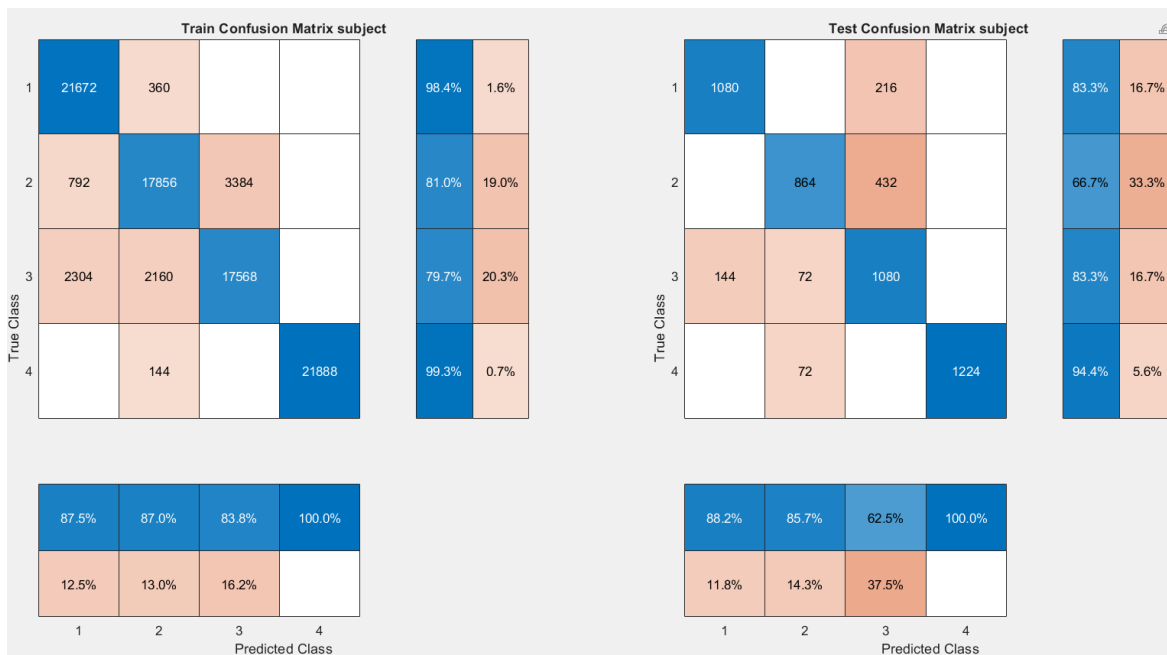 Train Confusion Matrix subject
1 21672 360 98.4% 1.6%
2 792 17856 3384 81.0% 19.0%
3 2304 2160 17568 79.7% 20.3%
4 144 21888 99.3% 0.7%
True Class
87.5% 87.0% 83.8% 100.0%
12.5% 13.0% 16.2%
1 2 3 4
Predicted Class
Test Confusion Matrix subject
1 1080 216 83.3% 16.7%
2 864 432 66.7% 33.3%
3 144 72 1080 83.3% 16.7%
4 72 1224 94.4% 5.6%
True Class
88.2% 85.7% 62.5% 100.0%
11.8% 14.3% 37.5%
1 2 3 4
Predicted Class